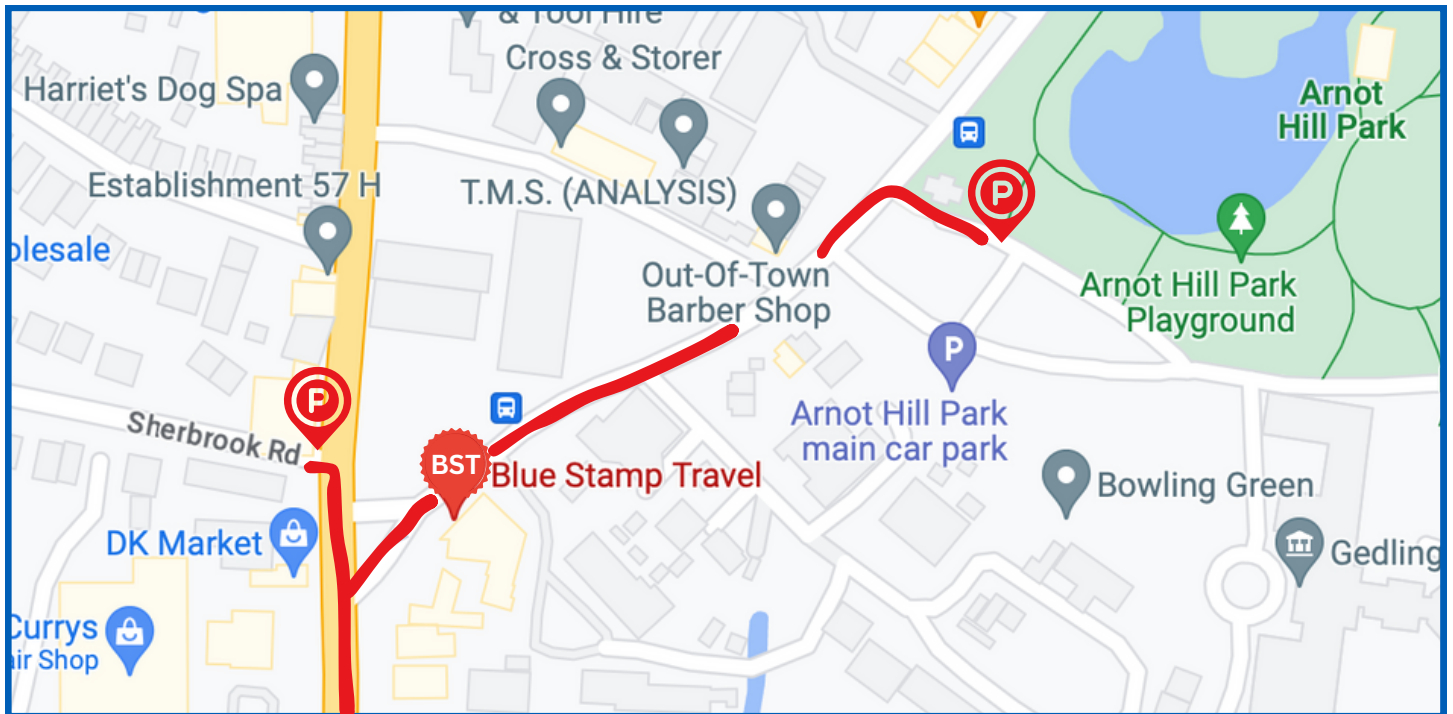 & Tool Hire
Cross & Storer
Harriet's Dog Spa
Arnot
Hill Park
P
Establishment 57 H
T.M.S. (ANALYSIS)
olesale
Out-Of-Town
Barber Shop
Arnot Hill Park
Playground
P
P
Sherbrook Rd
Arnot Hill Park
main car park
BST
Blue Stamp Travel
Bowling Green
DK Market
Gedling
Currys
air Shop